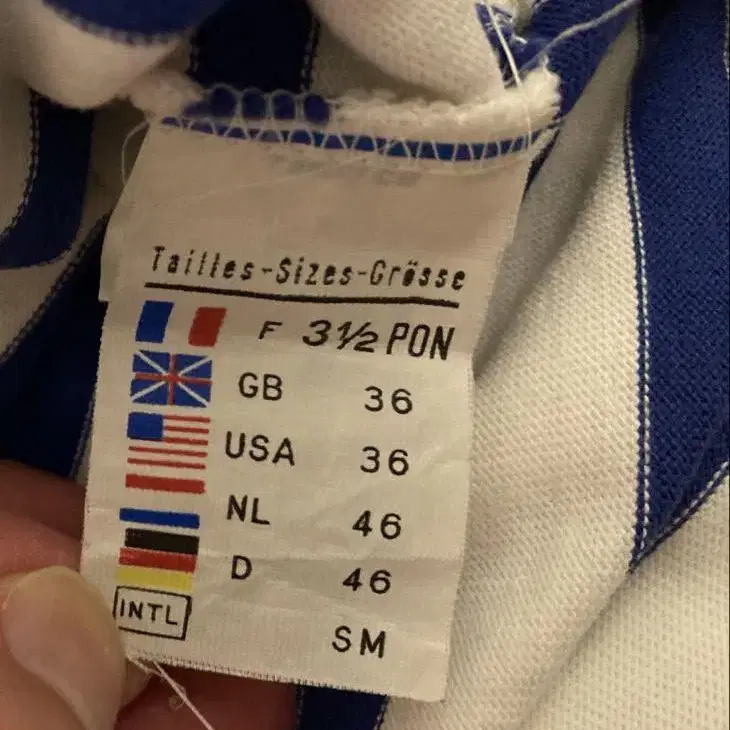 Tailles-Sizes-Grösse
F 3½ PON
GB 36
USA 36
NL 46
D 46
INTL SM